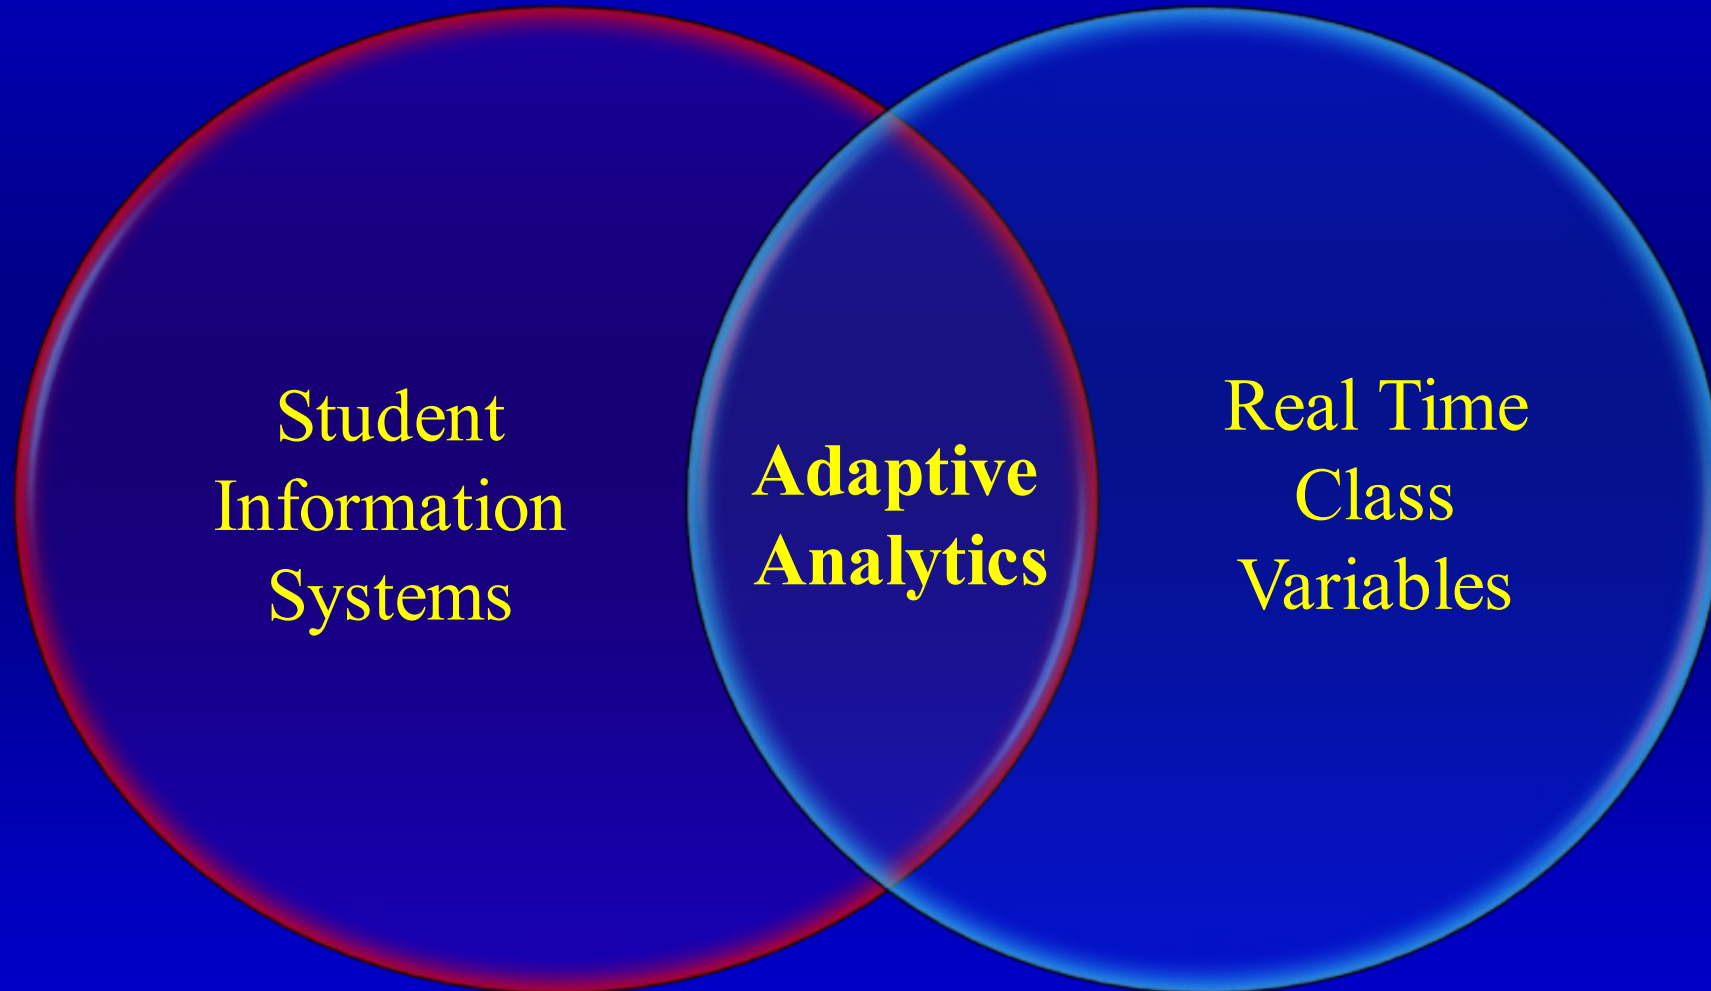 Student
Information
Systems
Adaptive
Analytics
Real Time
Class
Variables